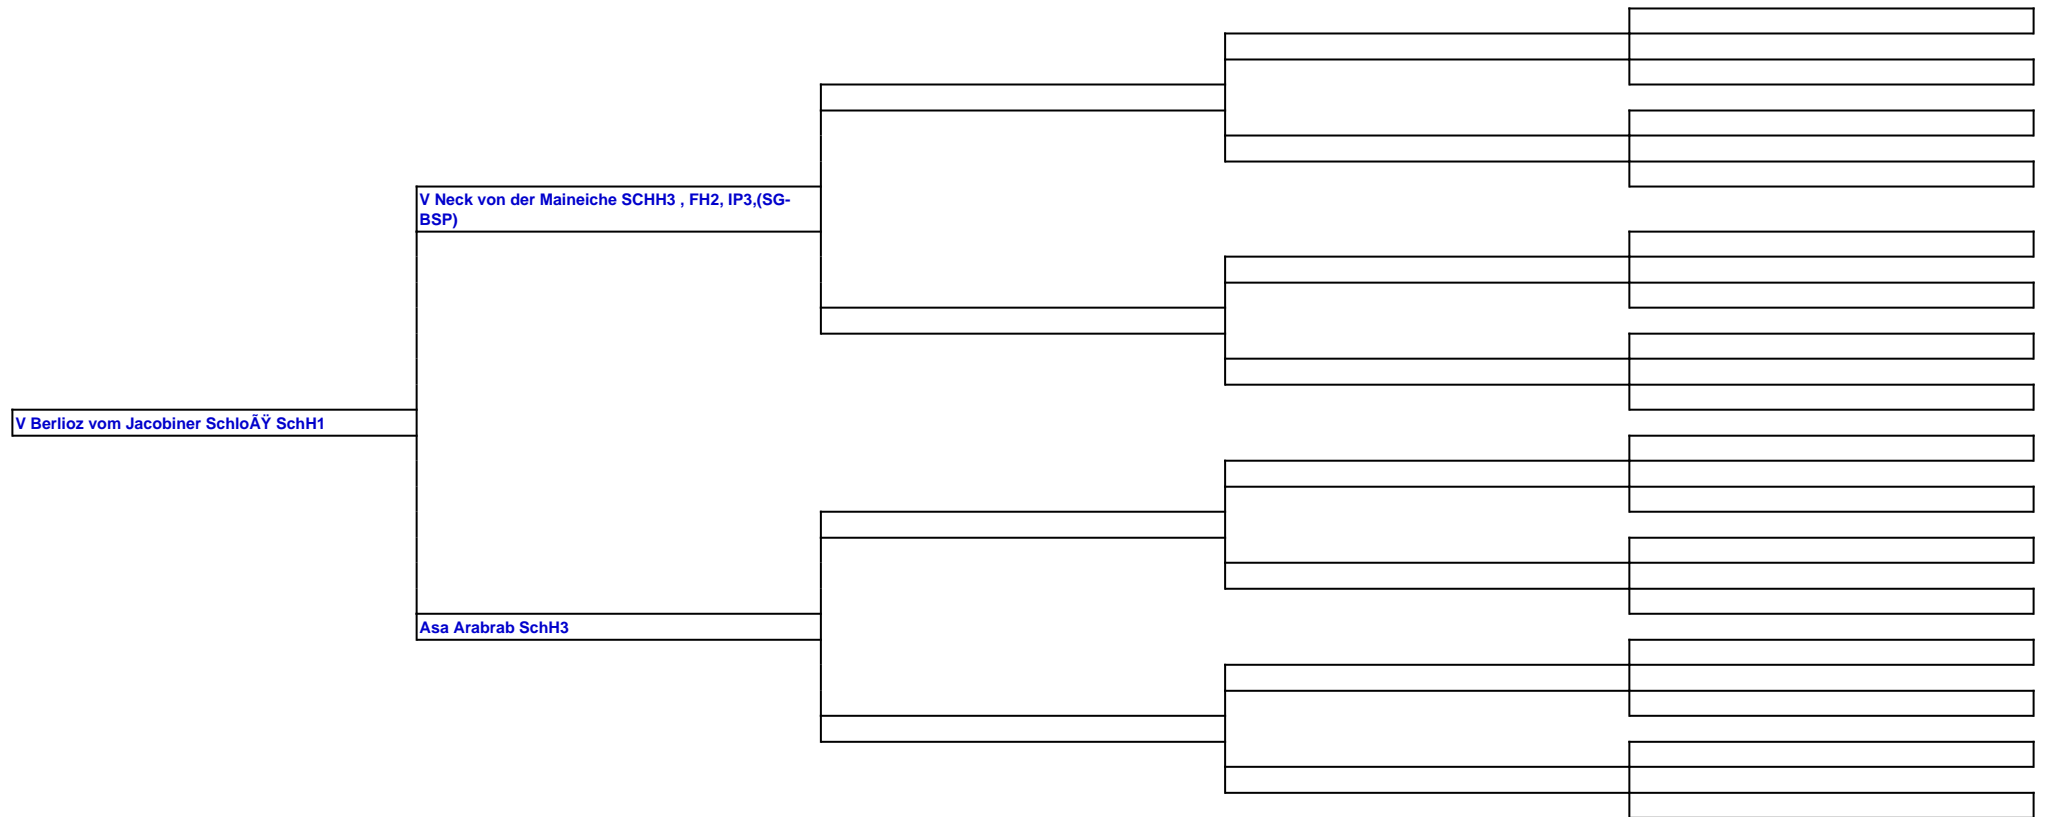 V Neck von der Maineiche SCHH3 , FH2, IP3,(SG-
BSP)
V Berlioz vom Jacobiner SchloÃŸ SchH1
Asa Arabrab SchH3